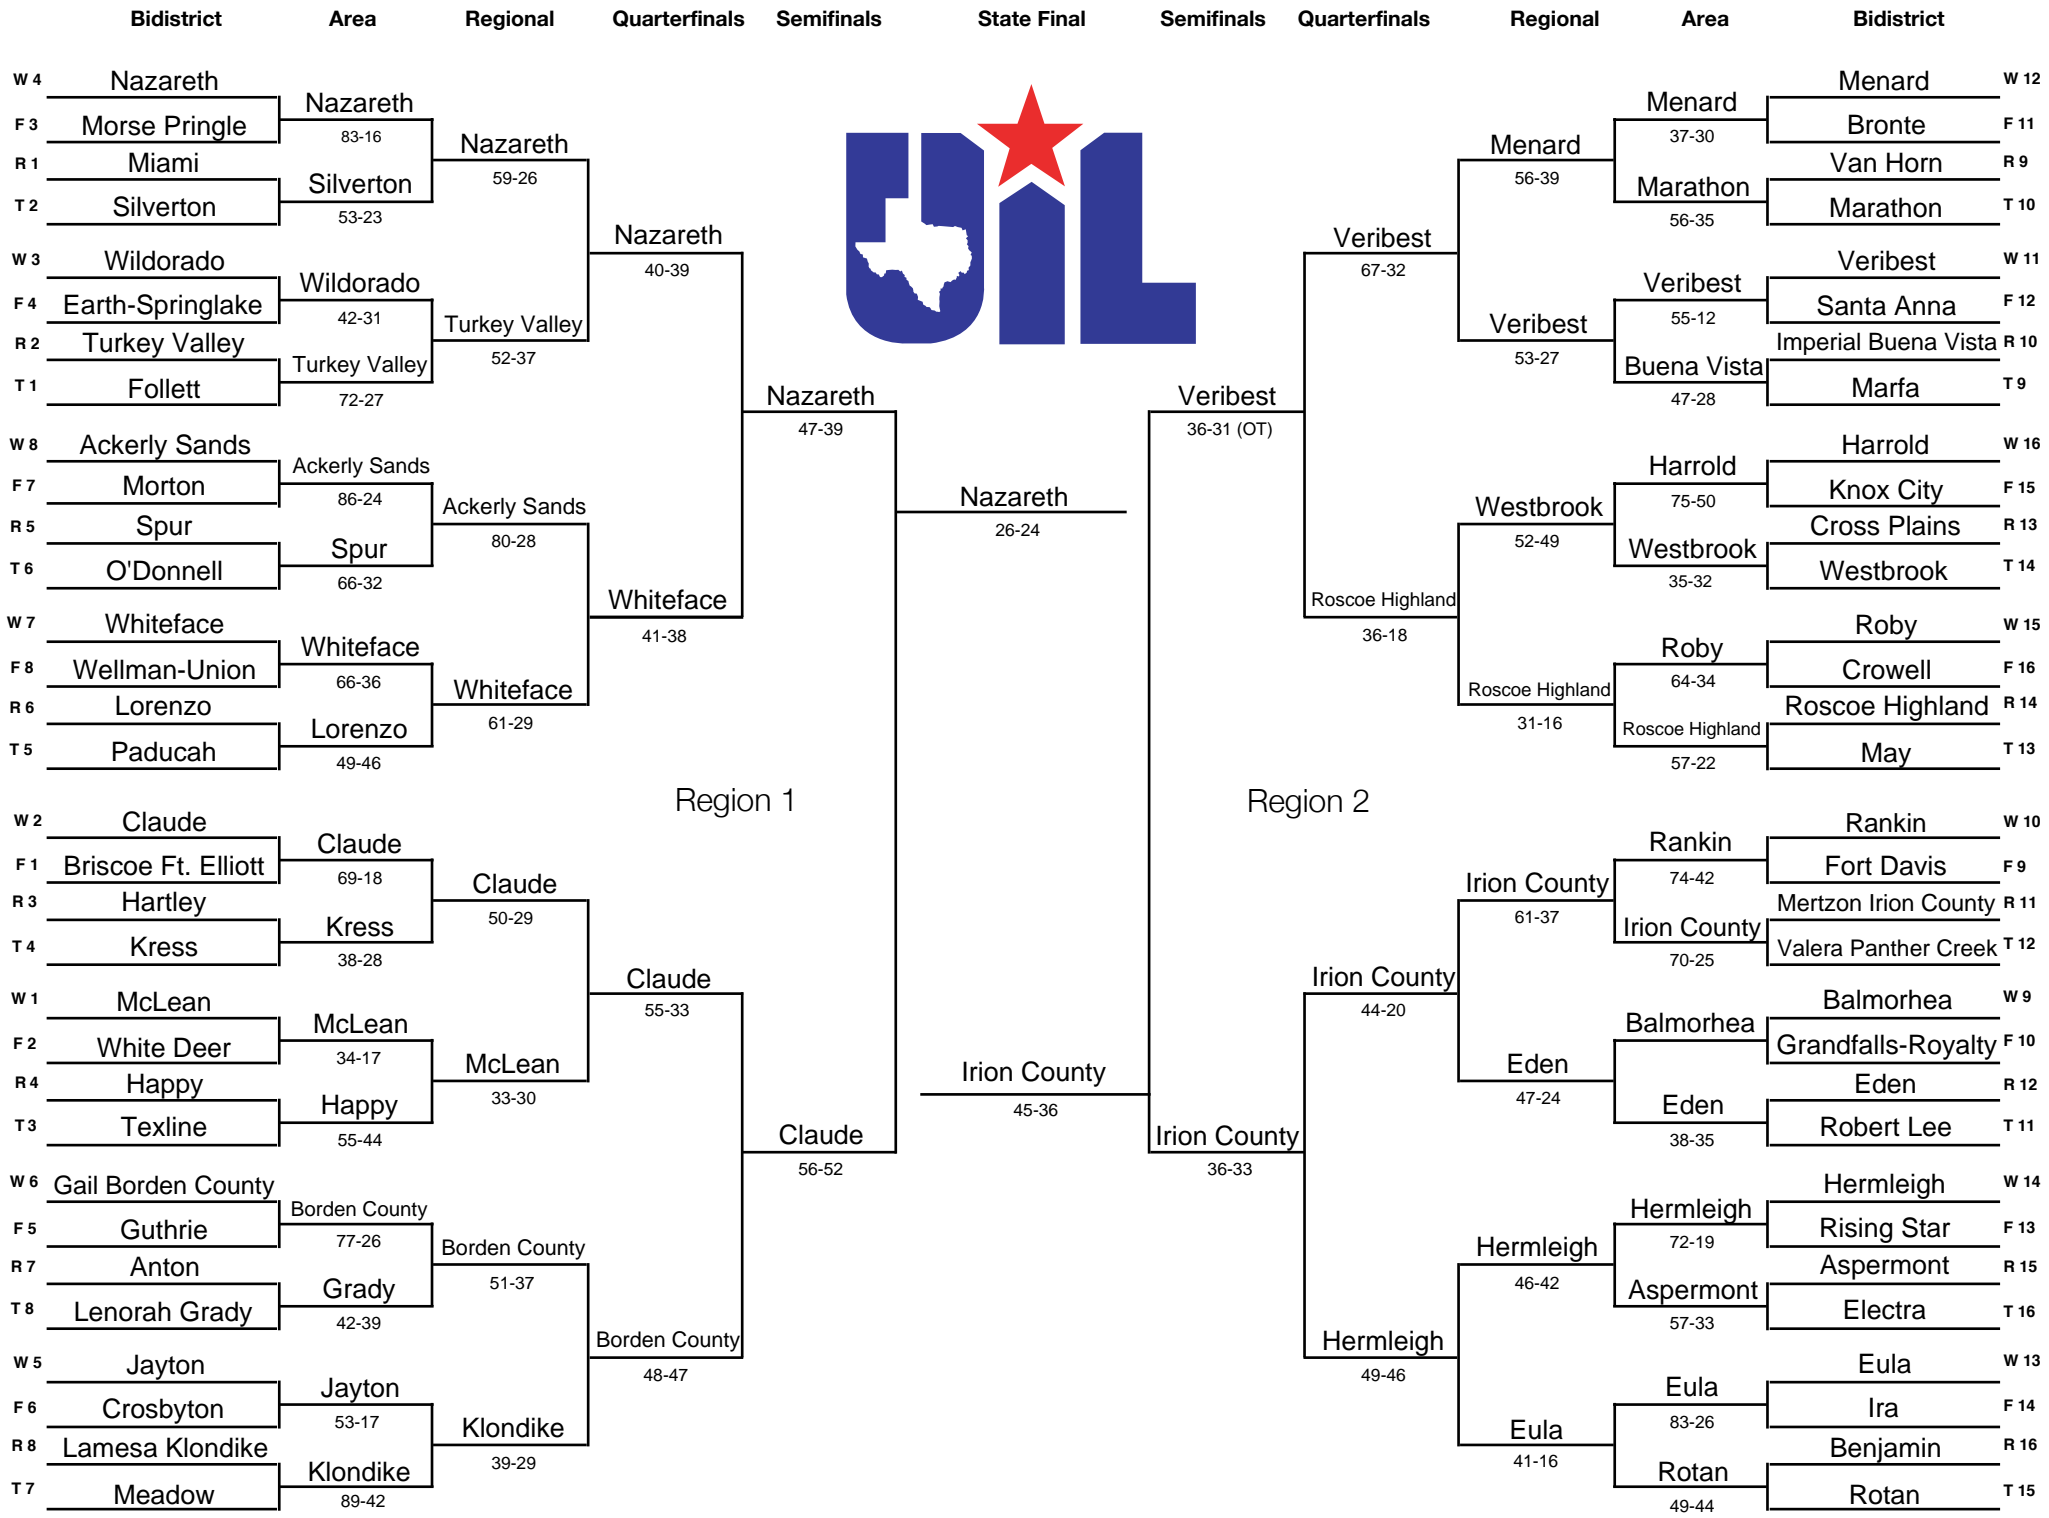 Bidistrict Area Regional Quarterfinals Semifinals State Final Semifinals Quarterfinals Regional Area Bidistrict
W 4 Nazareth
F 3 Morse Pringle
R 1 Miami
T 2 Silverton
W 3 Wildorado
F 4 Earth-Springlake
R 2 Turkey Valley
T 1 Follett
W 8 Ackerly Sands
F 7 Morton
R 5 Spur
T 6 O'Donnell
W 7 Whiteface
F 8 Wellman-Union
R 6 Lorenzo
T 5 Paducah
W 2 Claude
F 1 Briscoe Ft. Elliott
R 3 Hartley
T 4 Kress
W 1 McLean
F 2 White Deer
R 4 Happy
T 3 Texline
W 6 Gail Borden County
F 5 Guthrie
R 7 Anton
T 8 Lenorah Grady
W 5 Jayton
F 6 Crosbyton
R 8 Lamesa Klondike
T 7 Meadow
Nazareth
83-16
Silverton
53-23
Wildorado
42-31
Turkey Valley
72-27
Ackerly Sands
86-24
Spur
66-32
Whiteface
66-36
Lorenzo
49-46
Claude
69-18
Kress
38-28
McLean
34-17
Happy
55-44
Borden County
77-26
Grady
42-39
Jayton
53-17
Klondike
89-42
Nazareth
59-26
Turkey Valley
52-37
Ackerly Sands
80-28
Whiteface
61-29
Claude
50-29
McLean
33-30
Borden County
51-37
Klondike
39-29
Nazareth
40-39
Whiteface
41-38
Region 1
Claude
55-33
Borden County
48-47
Nazareth
47-39
Claude
56-52
UIL
Nazareth
26-24
Irion County
45-36
Veribest
36-31 (OT)
Irion County
36-33
Veribest
67-32
Roscoe Highland
36-18
Region 2
Irion County
44-20
Hermleigh
49-46
Menard
56-39
Veribest
53-27
Westbrook
52-49
Roscoe Highland
31-16
Irion County
61-37
Eden
47-24
Hermleigh
46-42
Eula
41-16
Menard
37-30
Marathon
56-35
Veribest
55-12
Buena Vista
47-28
Harrold
75-50
Westbrook
35-32
Roby
64-34
Roscoe Highland
57-22
Rankin
74-42
Irion County
70-25
Balmorhea
Eden
38-35
Hermleigh
72-19
Aspermont
57-33
Eula
83-26
Rotan
49-44
Menard W 12
Bronte F 11
Van Horn R 9
Marathon T 10
Veribest W 11
Santa Anna F 12
Imperial Buena Vista R 10
Marfa T 9
Harrold W 16
Knox City F 15
Cross Plains R 13
Westbrook T 14
Roby W 15
Crowell F 16
Roscoe Highland R 14
May T 13
Rankin W 10
Fort Davis F 9
Mertzon Irion County R 11
Valera Panther Creek T 12
Balmorhea W 9
Grandfalls-Royalty F 10
Eden R 12
Robert Lee T 11
Hermleigh W 14
Rising Star F 13
Aspermont R 15
Electra T 16
Eula W 13
Ira F 14
Benjamin R 16
Rotan T 15